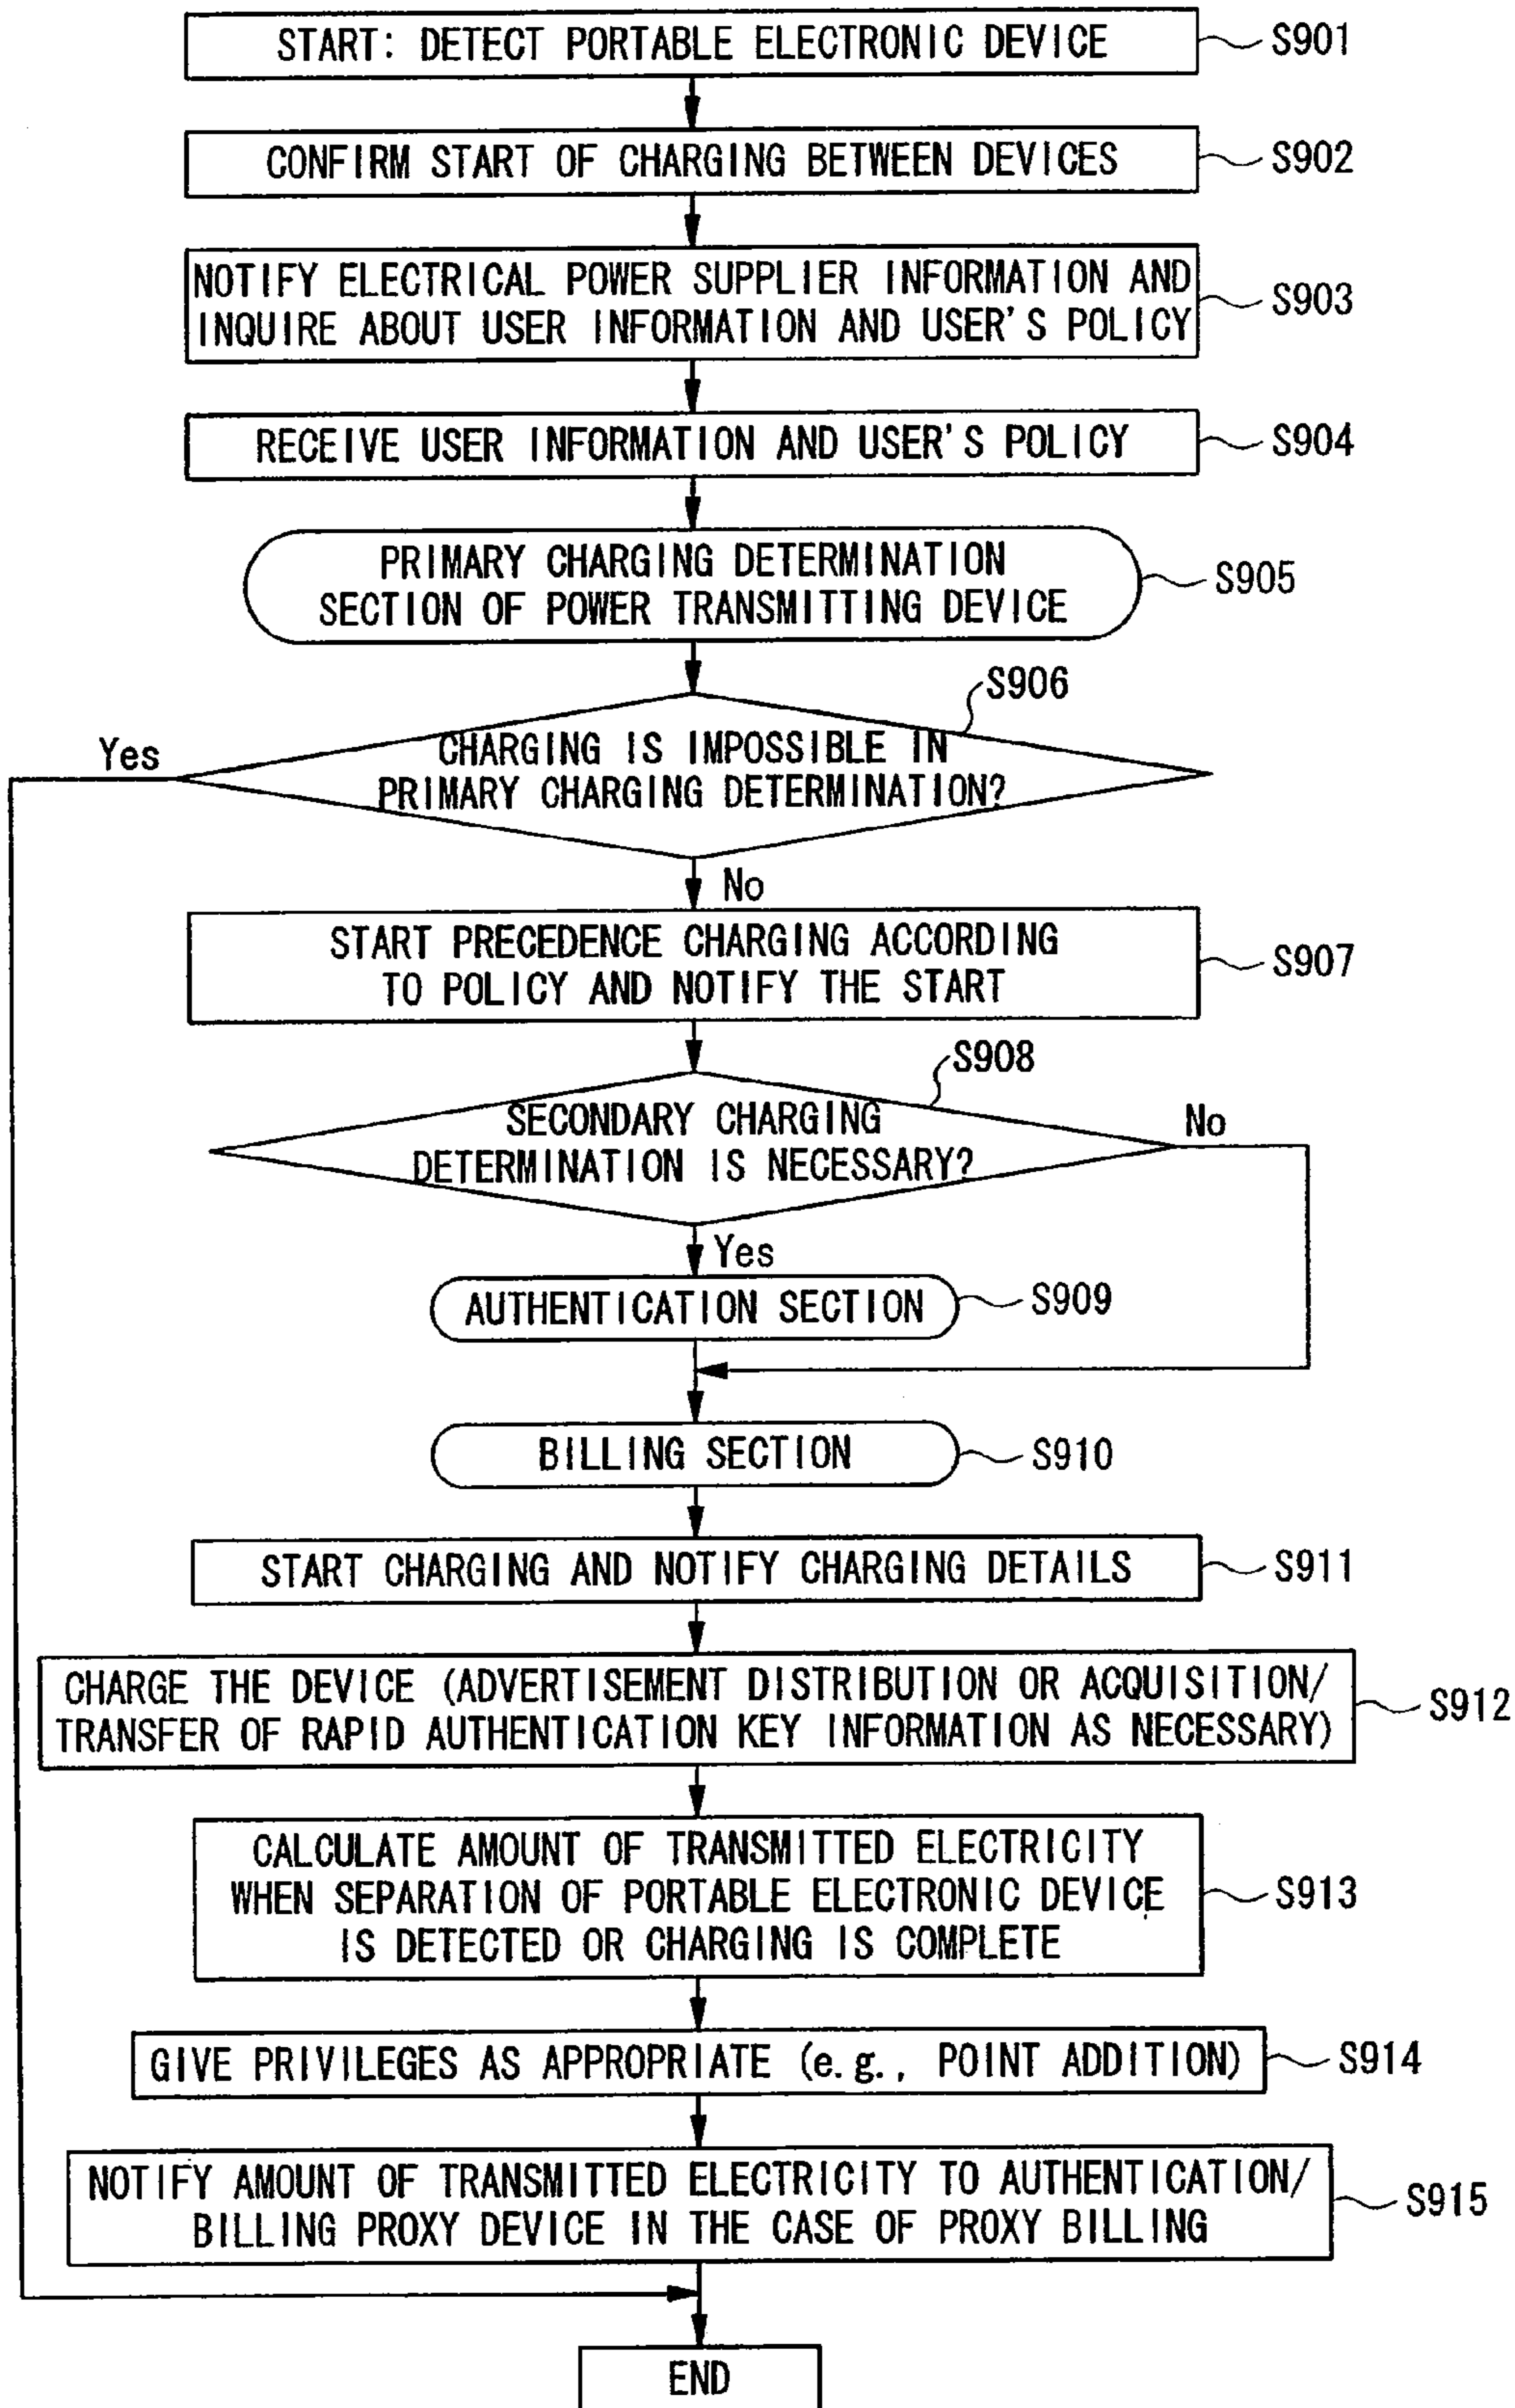 START: DETECT PORTABLE ELECTRONIC DEVICE
S901
CONFIRM START OF CHARGING BETWEEN DEVICES
S902
NOTIFY ELECTRICAL POWER SUPPLIER INFORMATION AND
INQUIRE ABOUT USER INFORMATION AND USER'S POLICY
S903
RECEIVE USER INFORMATION AND USER'S POLICY
S904
PRIMARY CHARGING DETERMINATION
SECTION OF POWER TRANSMITTING DEVICE
S905
S906
Yes
CHARGING IS IMPOSSIBLE IN
PRIMARY CHARGING DETERMINATION?
No
START PRECEDENCE CHARGING ACCORDING
TO POLICY AND NOTIFY THE START
S907
S908
SECONDARY CHARGING
DETERMINATION IS NECESSARY?
No
Yes
AUTHENTICATION SECTION
S909
BILLING SECTION
S910
START CHARGING AND NOTIFY CHARGING DETAILS
S911
CHARGE THE DEVICE (ADVERTISEMENT DISTRIBUTION OR ACQUISITION/
TRANSFER OF RAPID AUTHENTICATION KEY INFORMATION AS NECESSARY)
S912
CALCULATE AMOUNT OF TRANSMITTED ELECTRICITY
WHEN SEPARATION OF PORTABLE ELECTRONIC DEVICE
IS DETECTED OR CHARGING IS COMPLETE
S913
GIVE PRIVILEGES AS APPROPRIATE (e.g., POINT ADDITION)
S914
NOTIFY AMOUNT OF TRANSMITTED ELECTRICITY TO AUTHENTICATION/
BILLING PROXY DEVICE IN THE CASE OF PROXY BILLING
S915
END